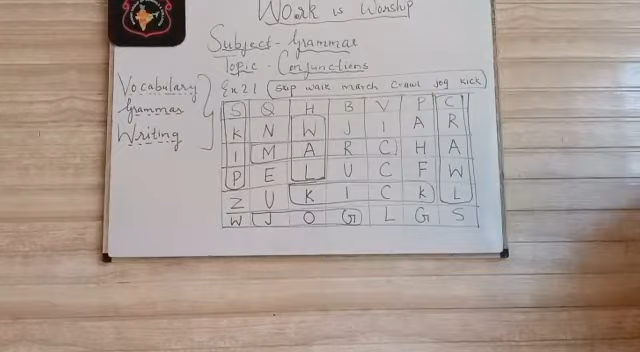 Work is Worship
Subject- Grammar
Topic - Conjunctions
Vocabulary
Grammar
Writing
Ex 21 (skip walk march crawl jog kick)
S Q H B V P C
K N W J I A R
I M A R C H A
P E L U C F W
Z U K I C K L
W J O G L G S